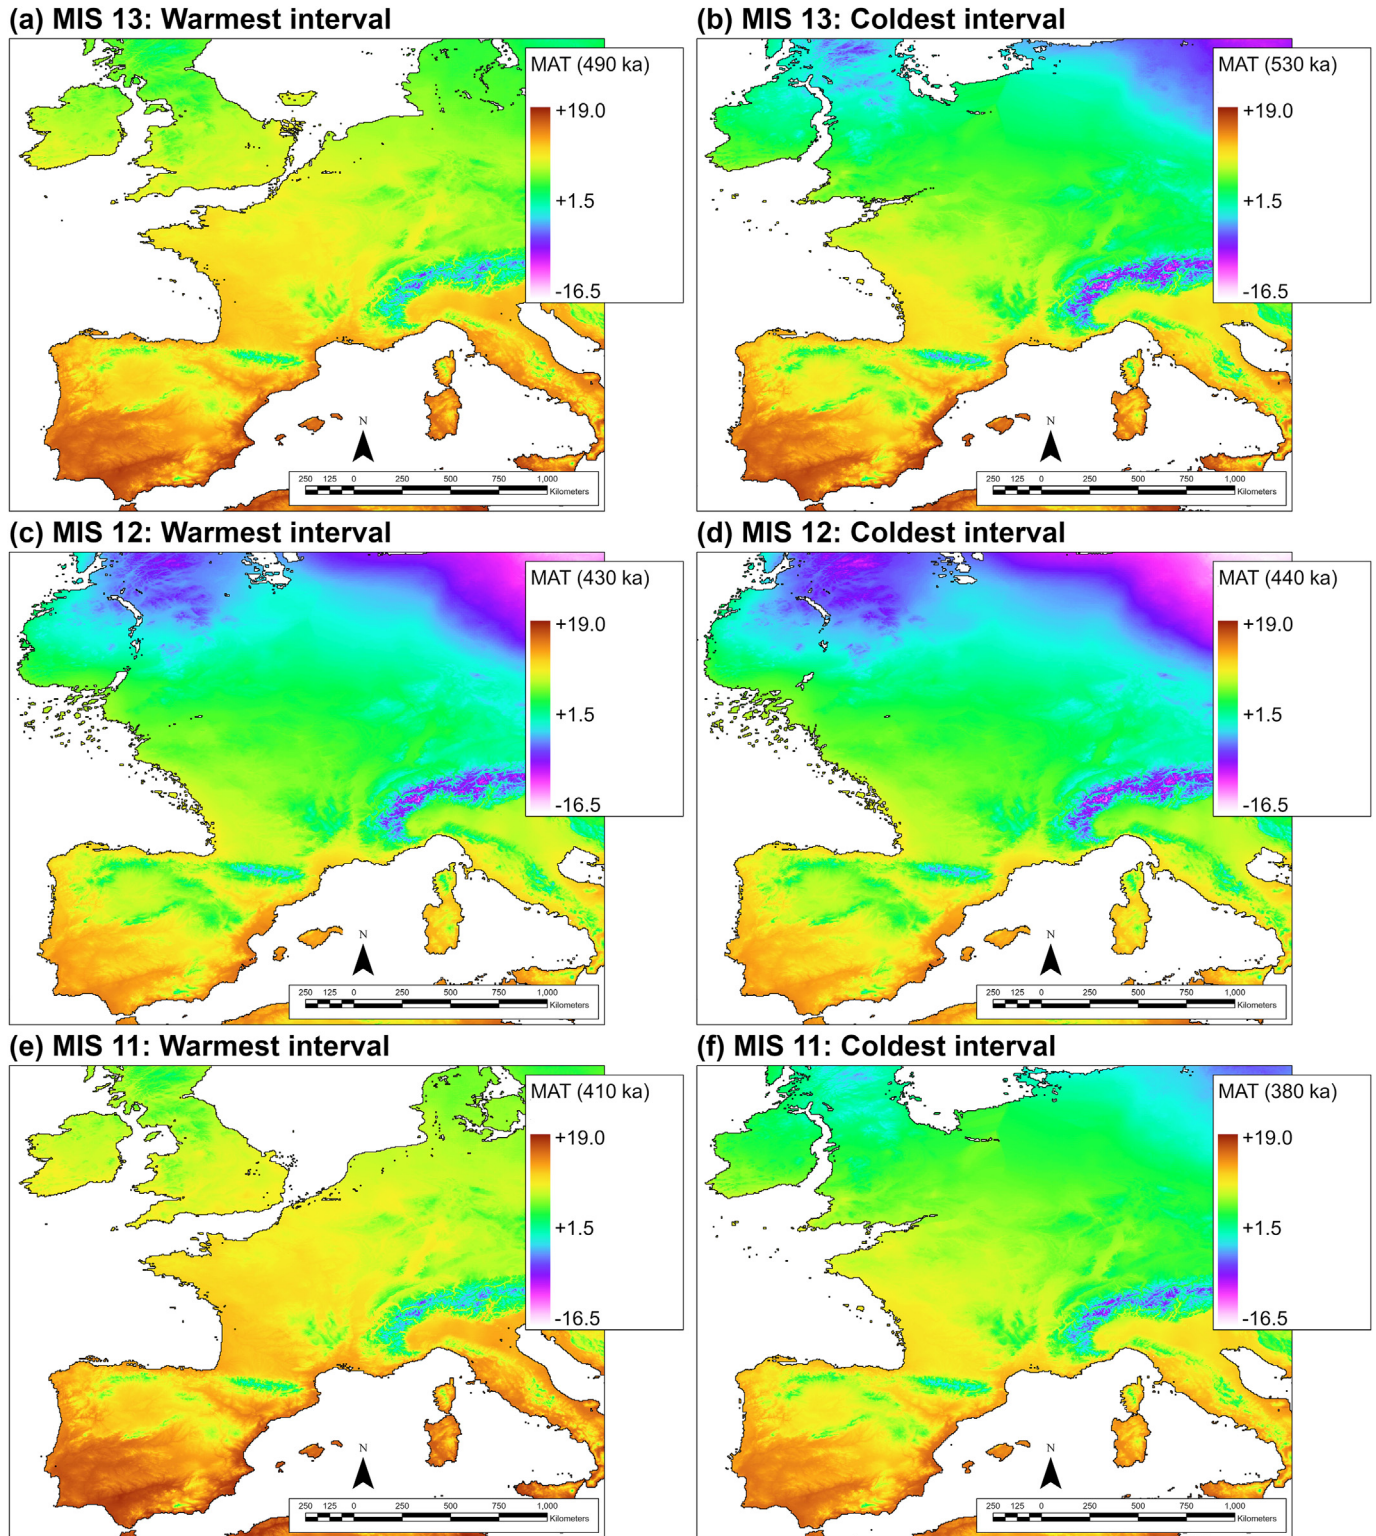 (a) MIS 13: Warmest interval
MAT (490 ka)
+19.0
+1.5
-16.5
N
250 125 0 250 500 750 1,000
Kilometers
(b) MIS 13: Coldest interval
MAT (530 ka)
+19.0
+1.5
-16.5
N
250 125 0 250 500 750 1,000
Kilometers
(c) MIS 12: Warmest interval
MAT (430 ka)
+19.0
+1.5
-16.5
N
250 125 0 250 500 750 1,000
Kilometers
(d) MIS 12: Coldest interval
MAT (440 ka)
+19.0
+1.5
-16.5
N
250 125 0 250 500 750 1,000
Kilometers
(e) MIS 11: Warmest interval
MAT (410 ka)
+19.0
+1.5
-16.5
N
250 125 0 250 500 750 1,000
Kilometers
(f) MIS 11: Coldest interval
MAT (380 ka)
+19.0
+1.5
-16.5
N
250 125 0 250 500 750 1,000
Kilometers